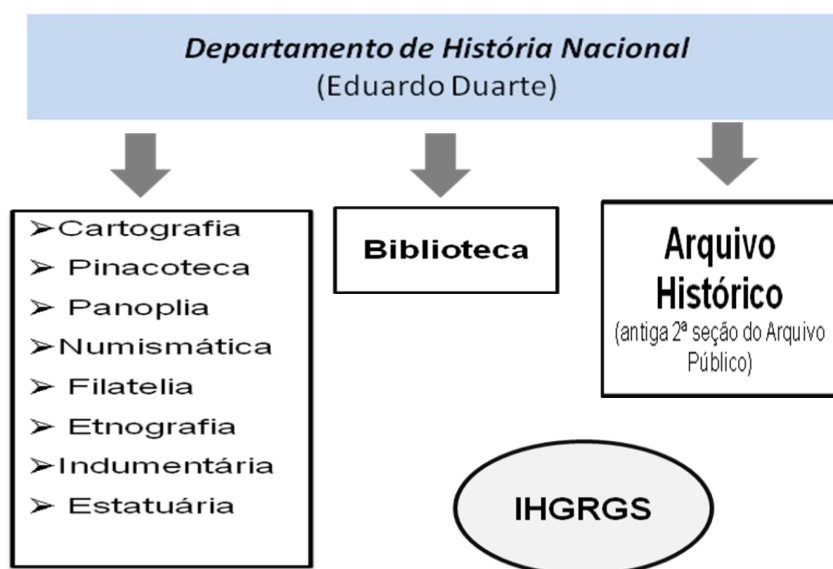 Departamento de História Nacional
(Eduardo Duarte)
➢Cartografia
➢ Pinacoteca
➢ Panoplia
➢Numismática
➢ Filatelia
➢ Etnografia
➢Indumentária
➢ Estatuária
Biblioteca
Arquivo
Histórico
(antiga 2ª seção do Arquivo
Público)
IHGRGS